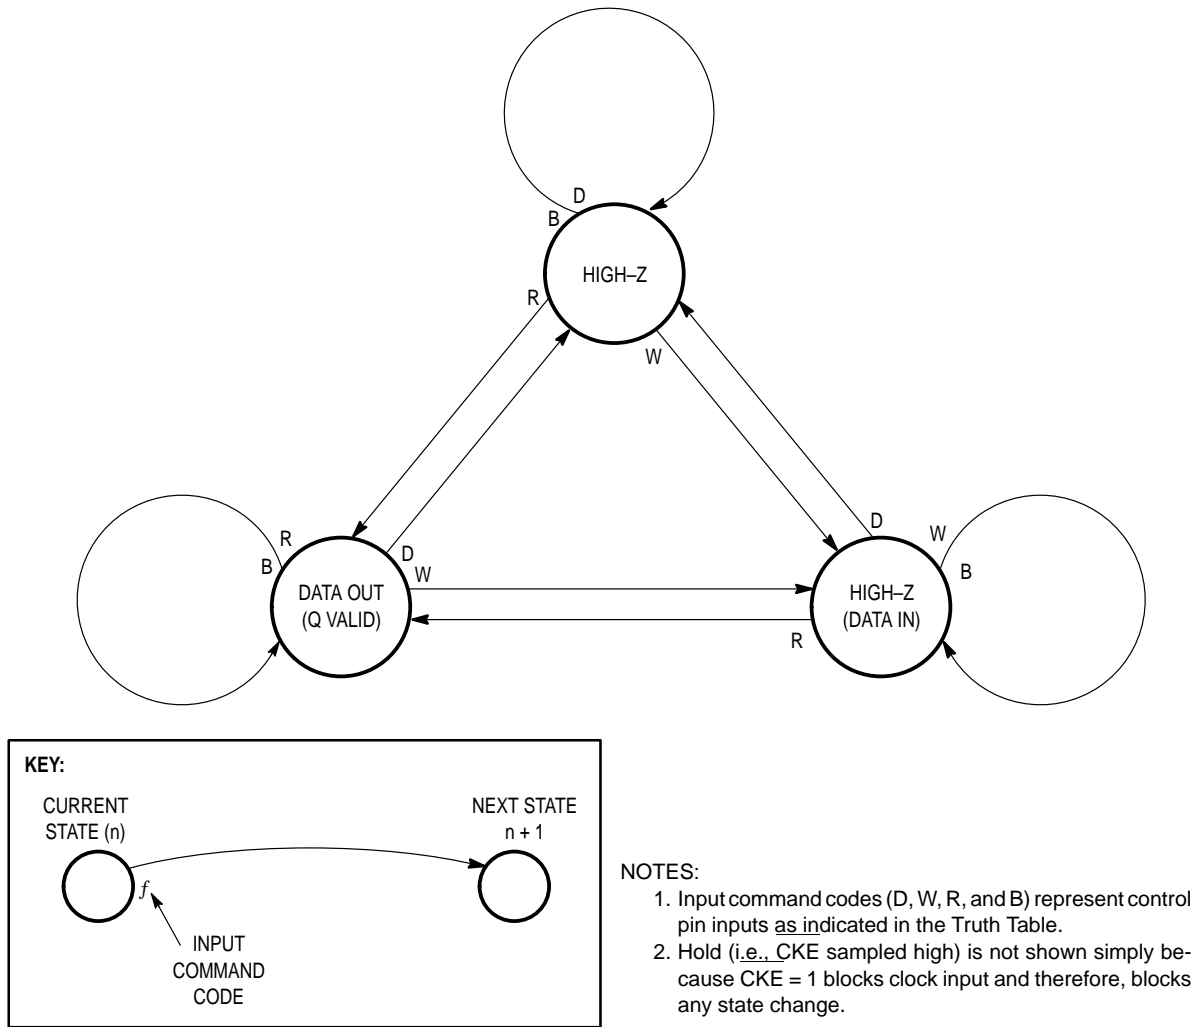 D
B
HIGH–Z
R
W
R
B
DATA OUT
(Q VALID)
D
W
D
W
B
HIGH–Z
(DATA IN)
R
KEY:
CURRENT
STATE (n)
NEXT STATE
n + 1
f
INPUT
COMMAND
CODE
NOTES:
1. Input command codes (D, W, R, and B) represent control
pin inputs as indicated in the Truth Table.
2. Hold (i.e., CKE sampled high) is not shown simply be-
cause CKE = 1 blocks clock input and therefore, blocks
any state change.